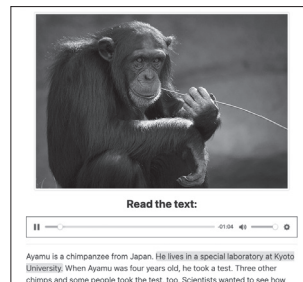 Read the text:
-01:04
Ayamu is a chimpanzee from Japan. He lives in a special laboratory at Kyoto
University. When Ayamu was four years old, he took a test. Three other
chimps and some people took the test, too. Scientists wanted to see how